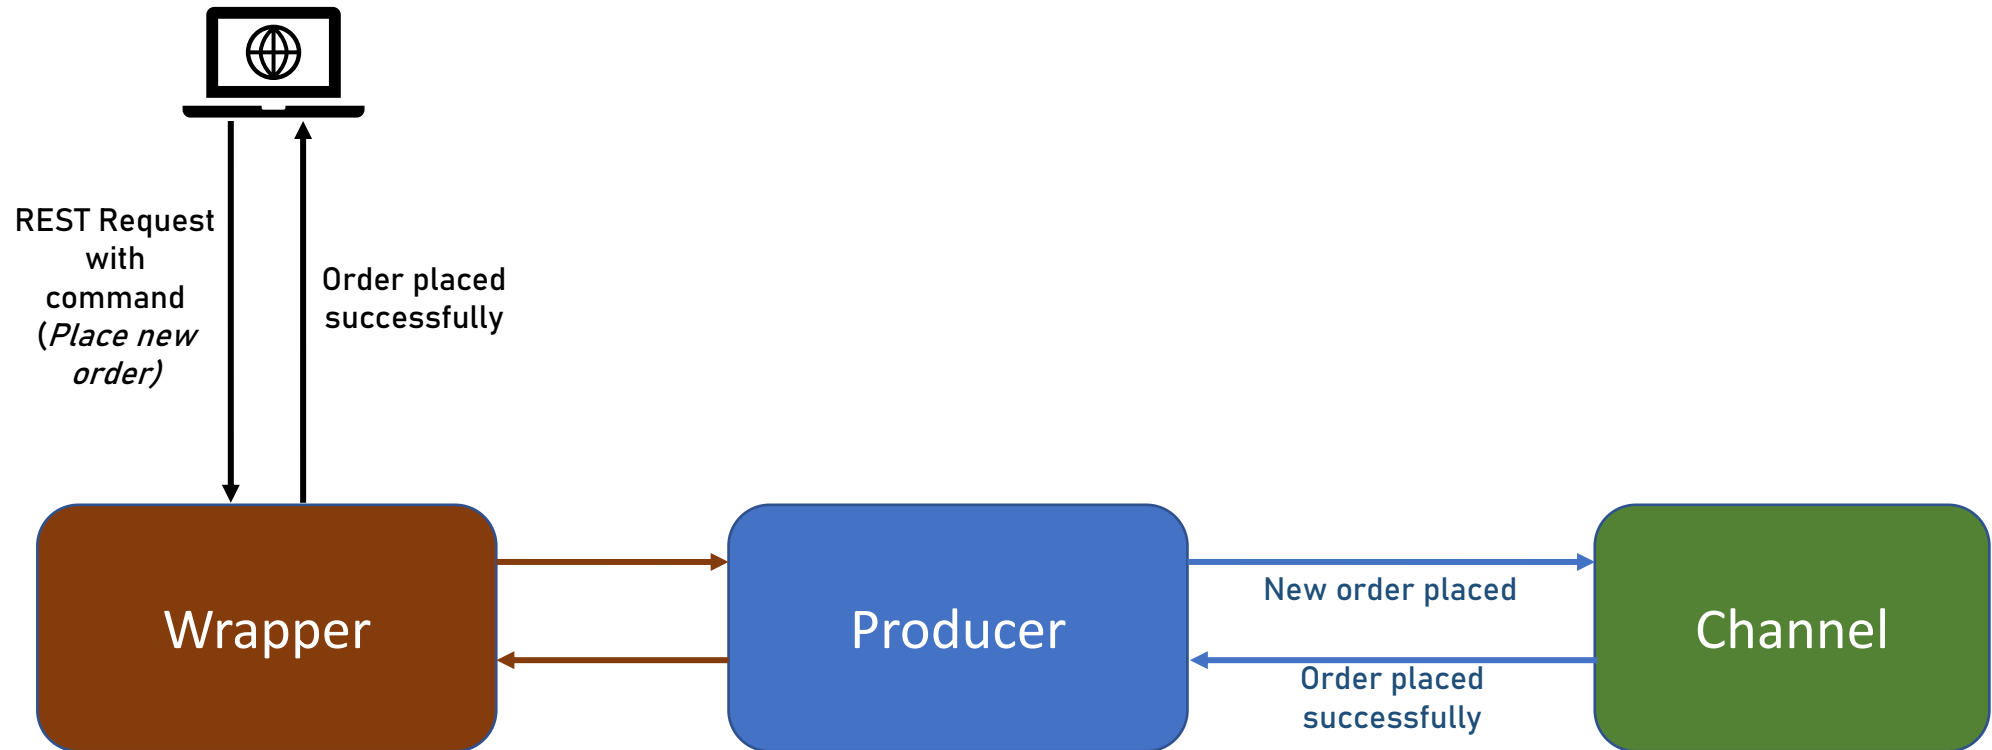 REST Request
with
command
(Place new
order)
Order placed
successfully
Wrapper
Producer
New order placed
Order placed
successfully
Channel